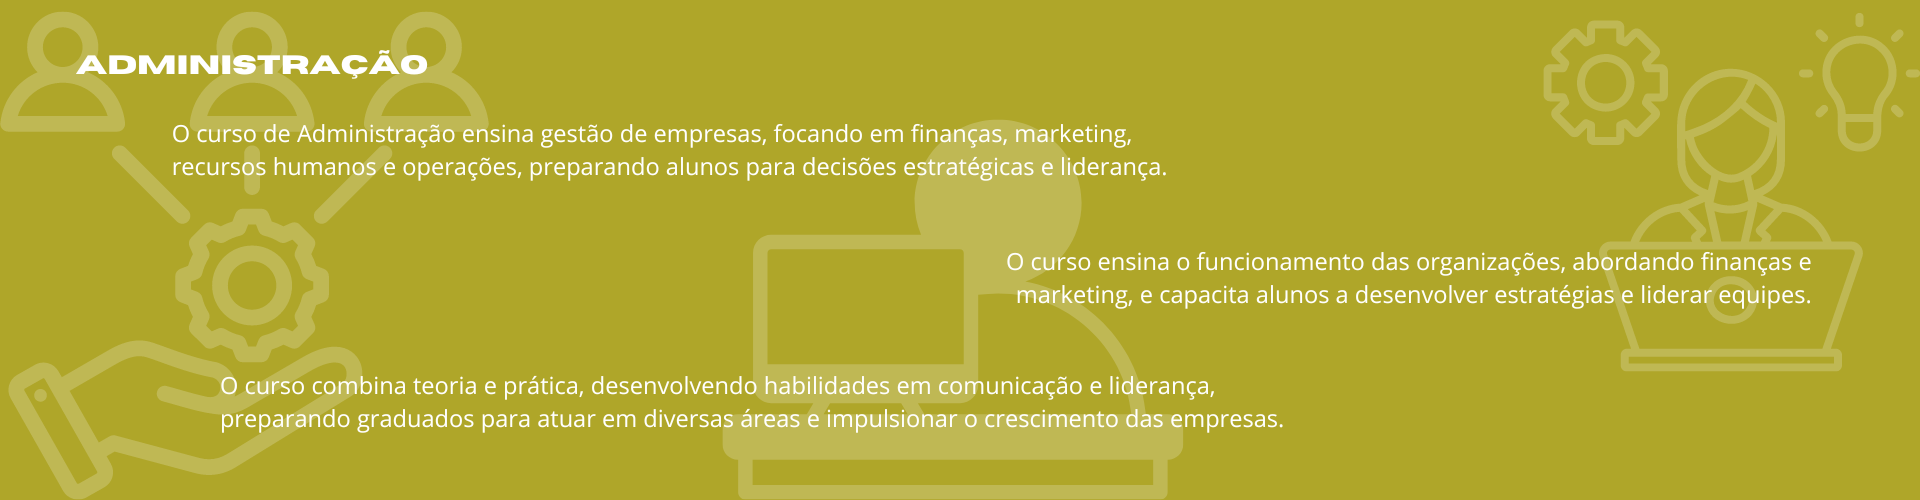 ADMINISTRAÇÃO
O curso de Administração ensina gestão de empresas, focando em finanças, marketing,
recursos humanos e operações, preparando alunos para decisões estratégicas e liderança.
O curso ensina o funcionamento das organizações, abordando finanças e
marketing, e capacita alunos a desenvolver estratégias e liderar equipes.
O curso combina teoria e prática, desenvolvendo habilidades em comunicação e liderança,
preparando graduados para atuar em diversas áreas e impulsionar o crescimento das empresas.